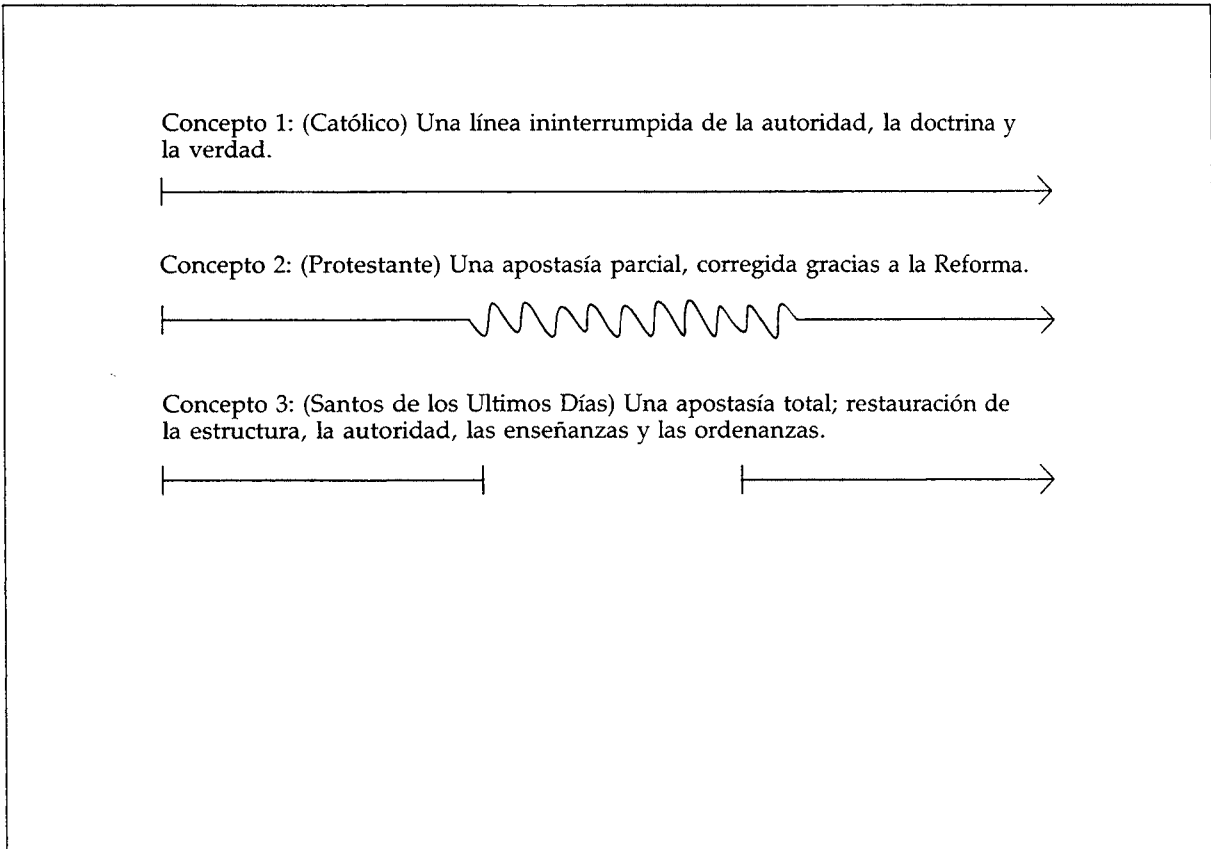 Concepto 1: (Católico) Una línea ininterrumpida de la autoridad, la doctrina y
la verdad.
Concepto 2: (Protestante) Una apostasía parcial, corregida gracias a la Reforma.
Concepto 3: (Santos de los Ultimos Días) Una apostasía total; restauración de
la estructura, la autoridad, las enseñanzas y las ordenanzas.